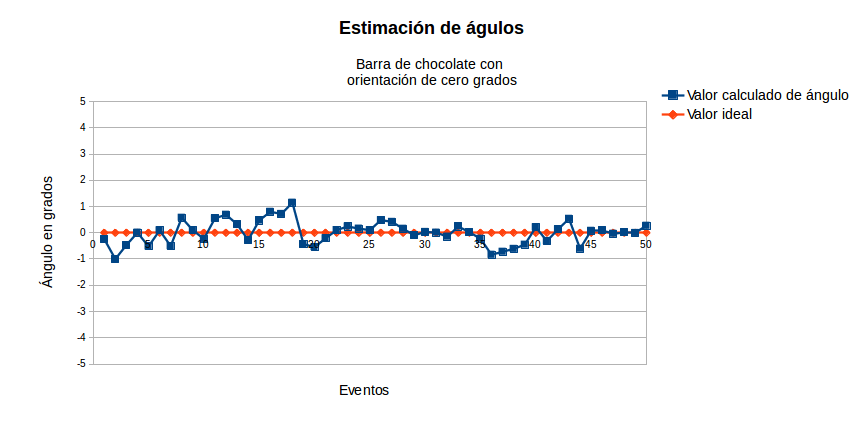 Estimación de águlos
Barra de chocolate con
orientación de cero grados
Valor calculado de ángulo
Valor ideal
5
4
3
2
1
0
-1
-2
-3
-4
-5
0 5 10 15 20 25 30 35 40 45 50
Ángulo en grados
Eventos